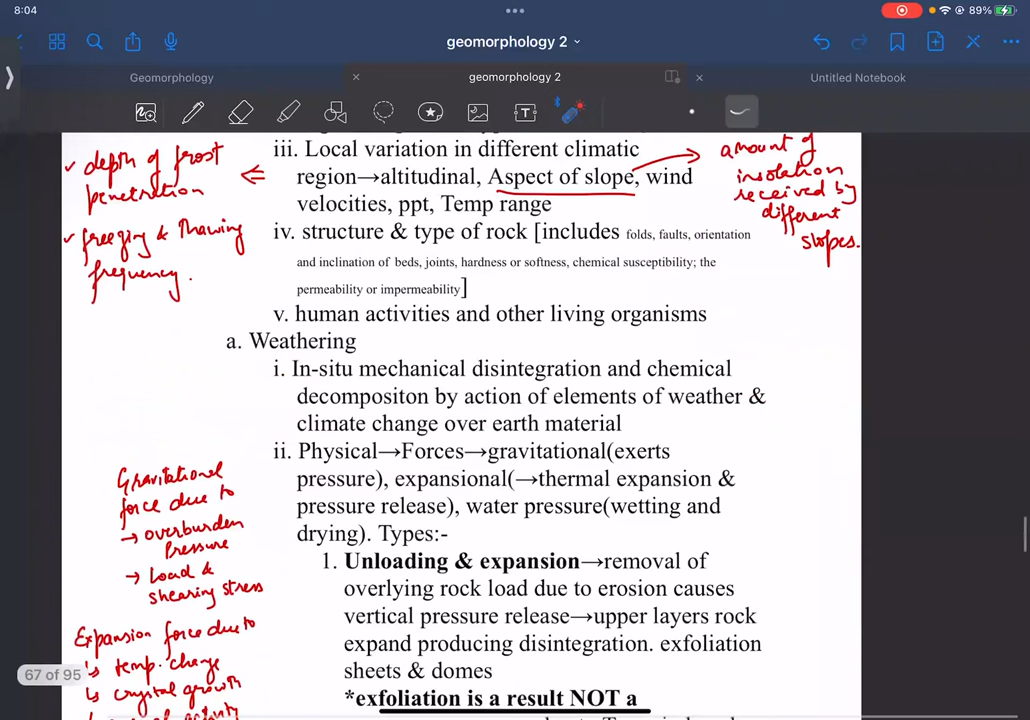 8:04
89%
geomorphology 2
Geomorphology
geomorphology 2
Untitled Notebook
iii. Local variation in different climatic
region→altitudinal, Aspect of slope, wind
velocities, ppt, Temp range
iv. structure & type of rock [includes folds, faults, orientation
and inclination of beds, joints, hardness or softness, chemical susceptibility; the
permeability or impermeability]
v. human activities and other living organisms
a. Weathering
i. In-situ mechanical disintegration and chemical
decompositon by action of elements of weather &
climate change over earth material
ii. Physical→Forces→gravitational(exerts
pressure), expansional(→thermal expansion &
pressure release), water pressure(wetting and
drying). Types:-
1. Unloading & expansion→removal of
overlying rock load due to erosion causes
vertical pressure release→upper layers rock
expand producing disintegration. exfoliation
sheets & domes
*exfoliation is a result NOT a
✓ depth of frost
penetration
✓ freezing & Thawing
frequency.
amount of
insolation
received by
different
slopes.
Gravitational
force due to
→ overburden
Pressure
→ Load &
shearing stress
Expansion force due to
↳ temp. change
↳ crystal growth
67 of 95